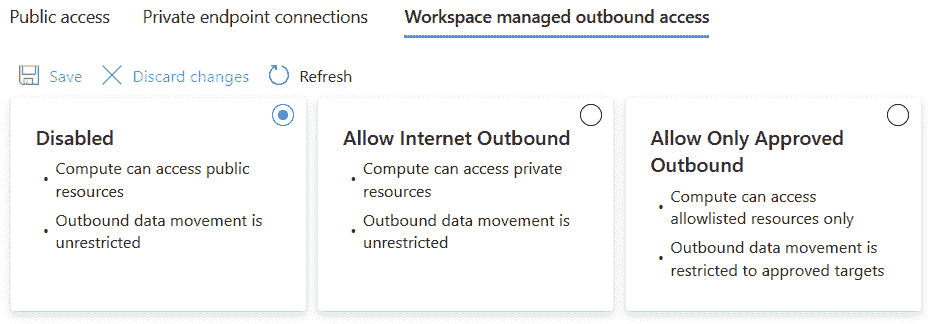 Public access    Private endpoint connections    Workspace managed outbound access
Save    Discard changes    Refresh
Disabled
• Compute can access public
resources
• Outbound data movement is
unrestricted
Allow Internet Outbound
• Compute can access private
resources
• Outbound data movement is
unrestricted
Allow Only Approved
Outbound
• Compute can access
allowlisted resources only
• Outbound data movement is
restricted to approved targets